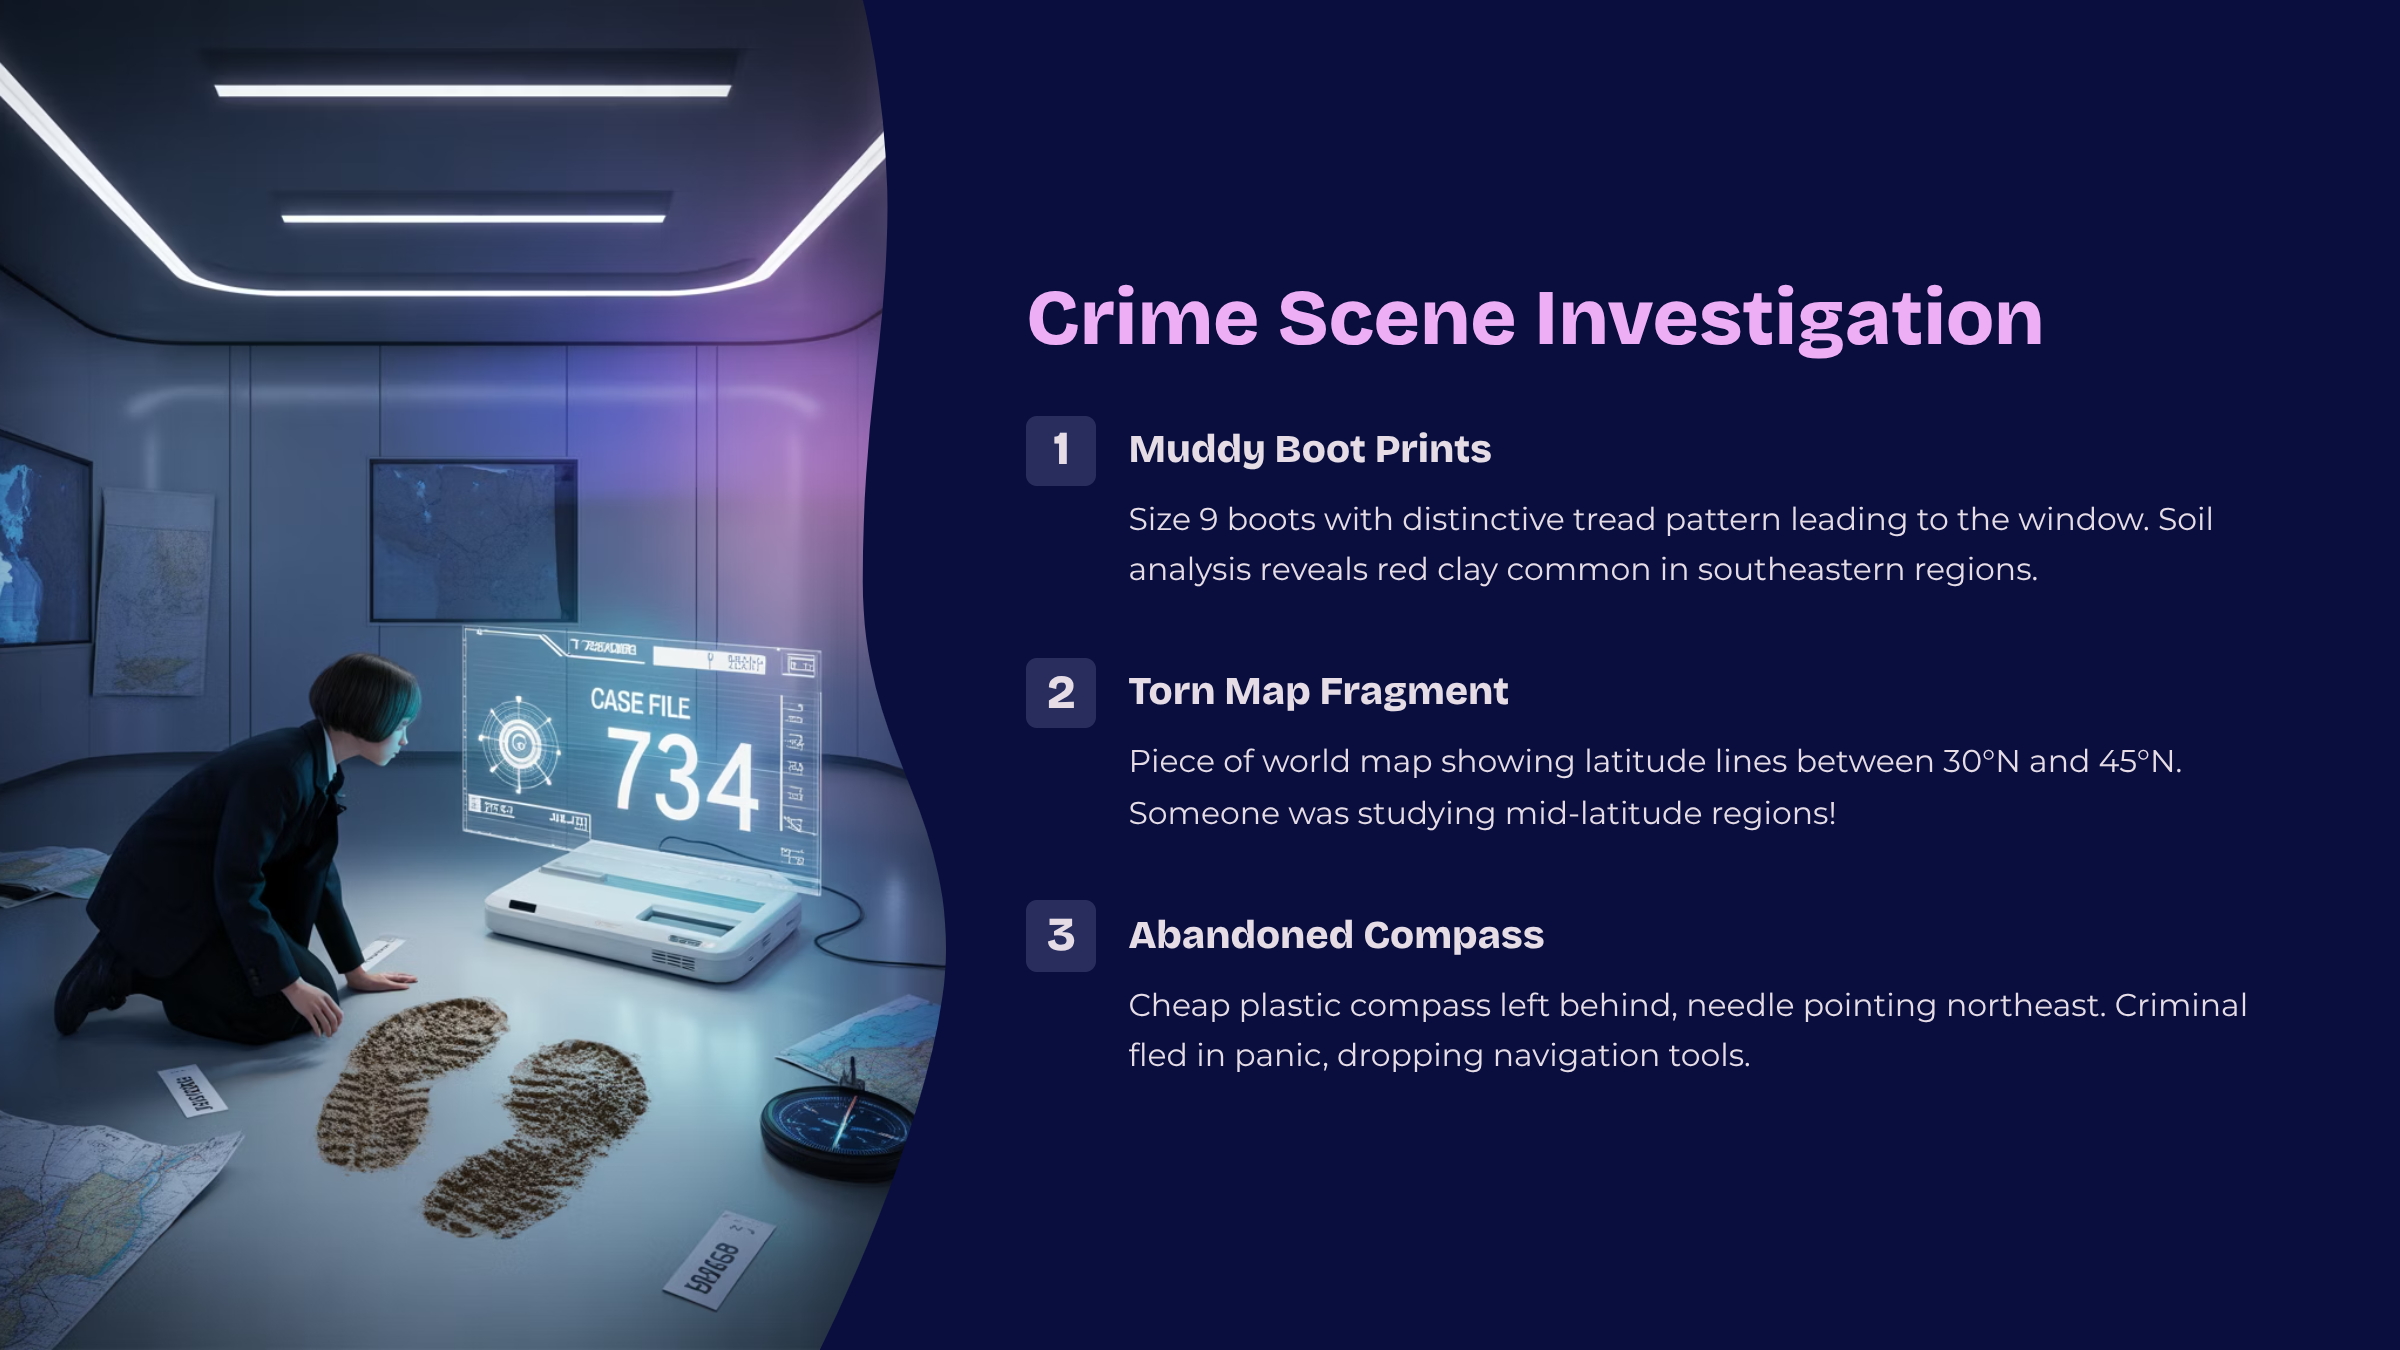 CASE FILE
734
Crime Scene Investigation
1
Muddy Boot Prints
Size 9 boots with distinctive tread pattern leading to the window. Soil
analysis reveals red clay common in southeastern regions.
2
Torn Map Fragment
Piece of world map showing latitude lines between 30°N and 45°N.
Someone was studying mid-latitude regions!
3
Abandoned Compass
Cheap plastic compass left behind, needle pointing northeast. Criminal
fled in panic, dropping navigation tools.